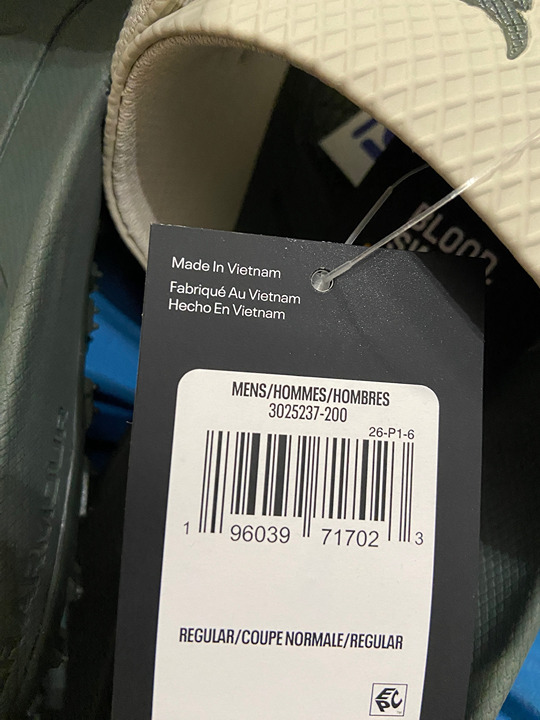 BLOOD.
Made In Vietnam
Fabriqué Au Vietnam
Hecho En Vietnam
MENS/HOMMES/HOMBRES
3025237-200
26-P1-6
1 96039 71702 3
REGULAR/COUPE NORMALE/REGULAR
EPC